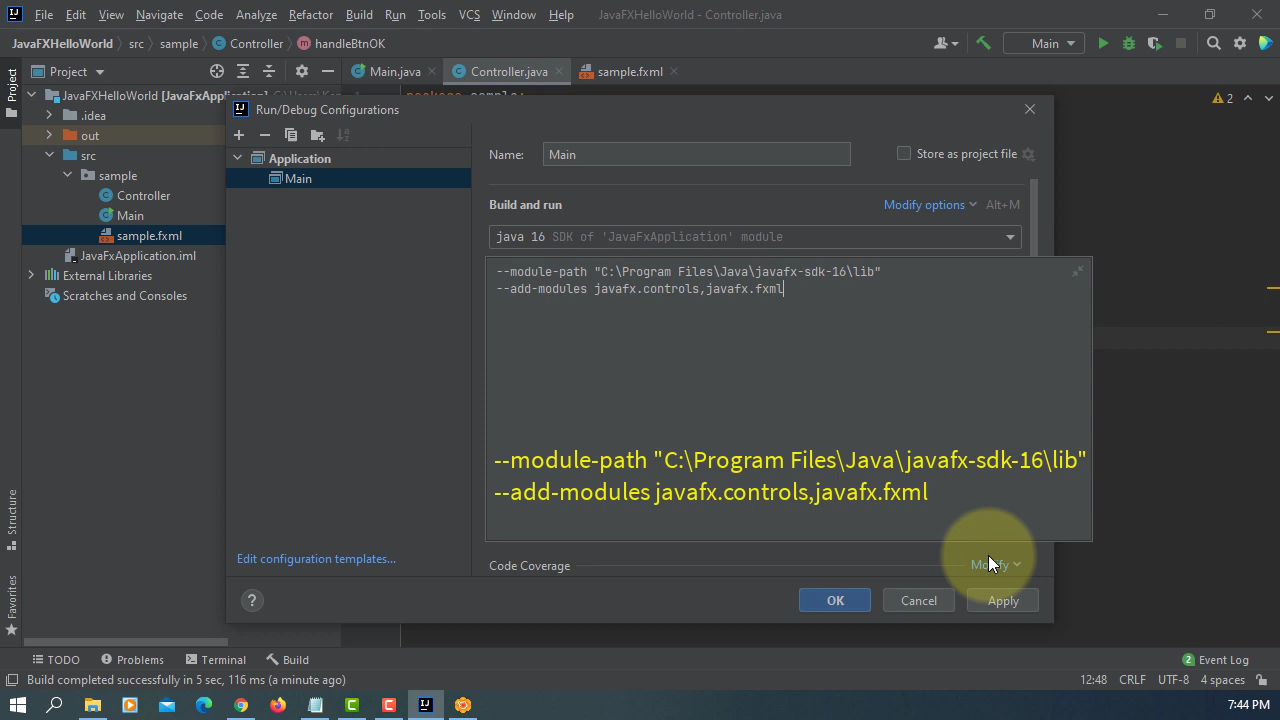 File Edit View Navigate Code Analyze Refactor Build Run Tools VCS Window Help JavaFXHelloWorld - Controller.java
JavaFXHelloWorld src sample Controller handleBtnOK Main
Project Main.java Controller.java sample.fxml
Project
JavaFXHelloWorld [JavaFxApplication]
2
.idea
out
src
sample
Controller
Main
sample.fxml
JavaFxApplication.iml
External Libraries
Scratches and Consoles
Run/Debug Configurations
Application
Main
Name: Main Store as project file
Build and run Modify options Alt+M
java 16 SDK of 'JavaFxApplication' module
--module-path "C:\Program Files\Java\javafx-sdk-16\lib"
--add-modules javafx.controls,javafx.fxml
--module-path "C:\Program Files\Java\javafx-sdk-16\lib"
--add-modules javafx.controls,javafx.fxml
Edit configuration templates...
Code Coverage Modify
? OK Cancel Apply
Structure
Favorites
TODO Problems Terminal Build 2 Event Log
Build completed successfully in 5 sec, 116 ms (a minute ago) 12:48 CRLF UTF-8 4 spaces
7:44 PM